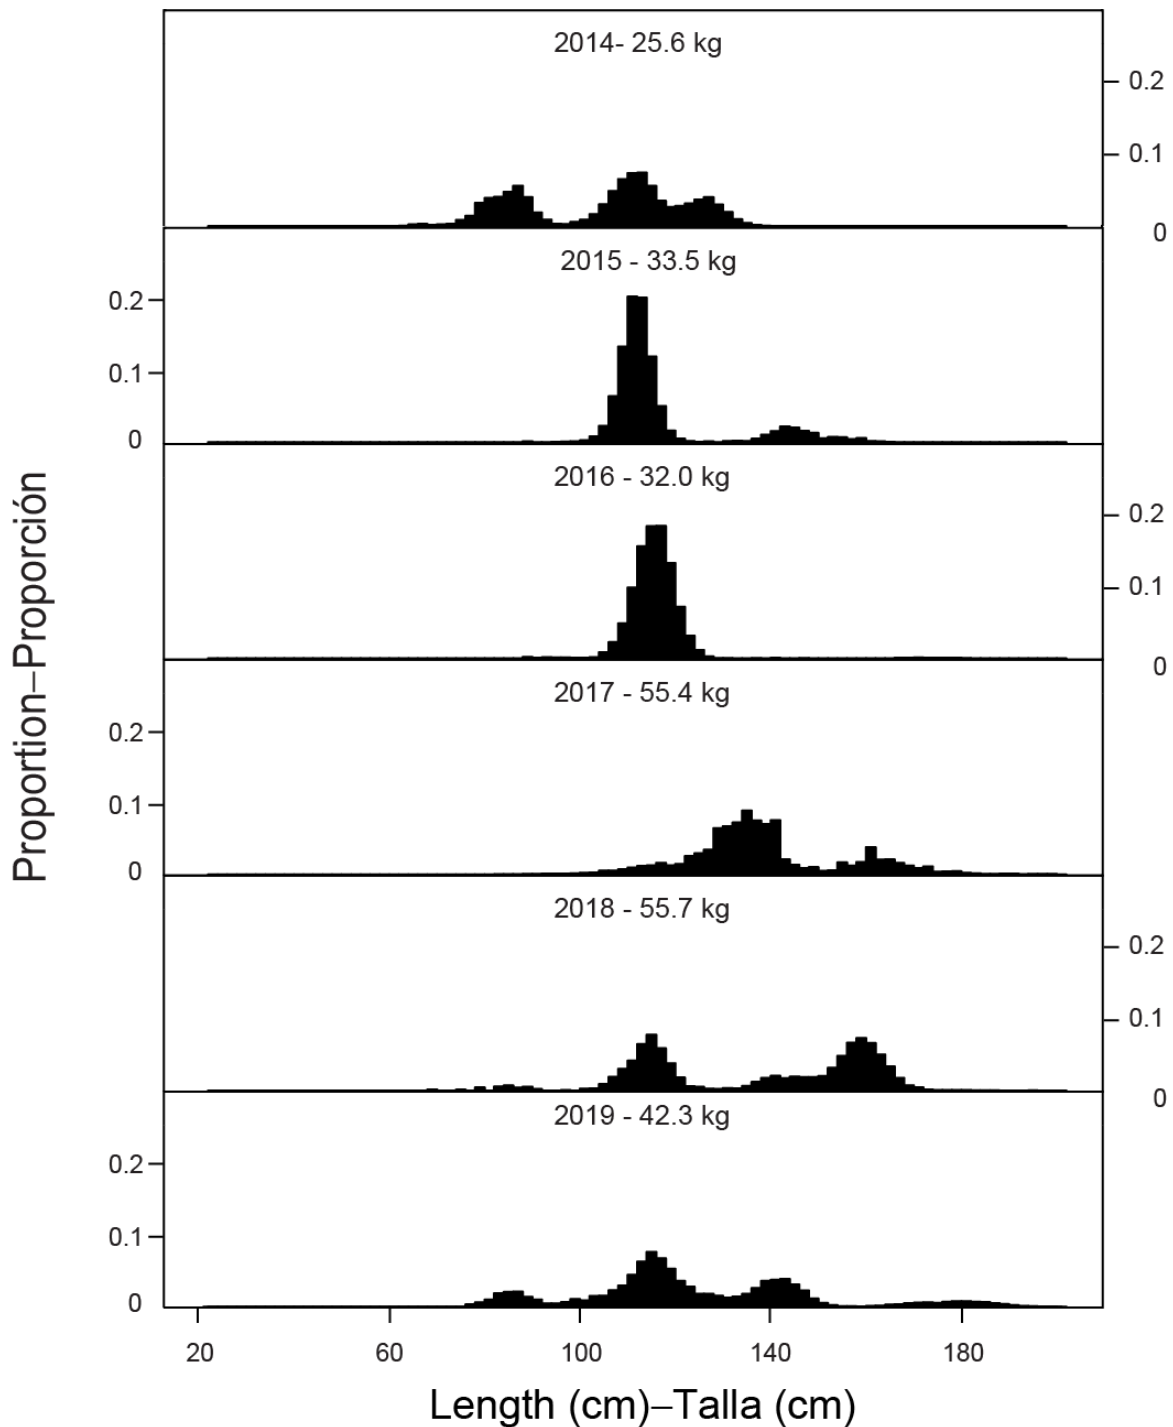 2014- 25.6 kg
0.2
0.1
0
2015 - 33.5 kg
0.2
0.1
0
2016 - 32.0 kg
0.2
0.1
0
2017 - 55.4 kg
0.2
0.1
0
2018 - 55.7 kg
0.2
0.1
0
2019 - 42.3 kg
0.2
0.1
0
Proportion–Proporción
20 60 100 140 180
Length (cm)–Talla (cm)